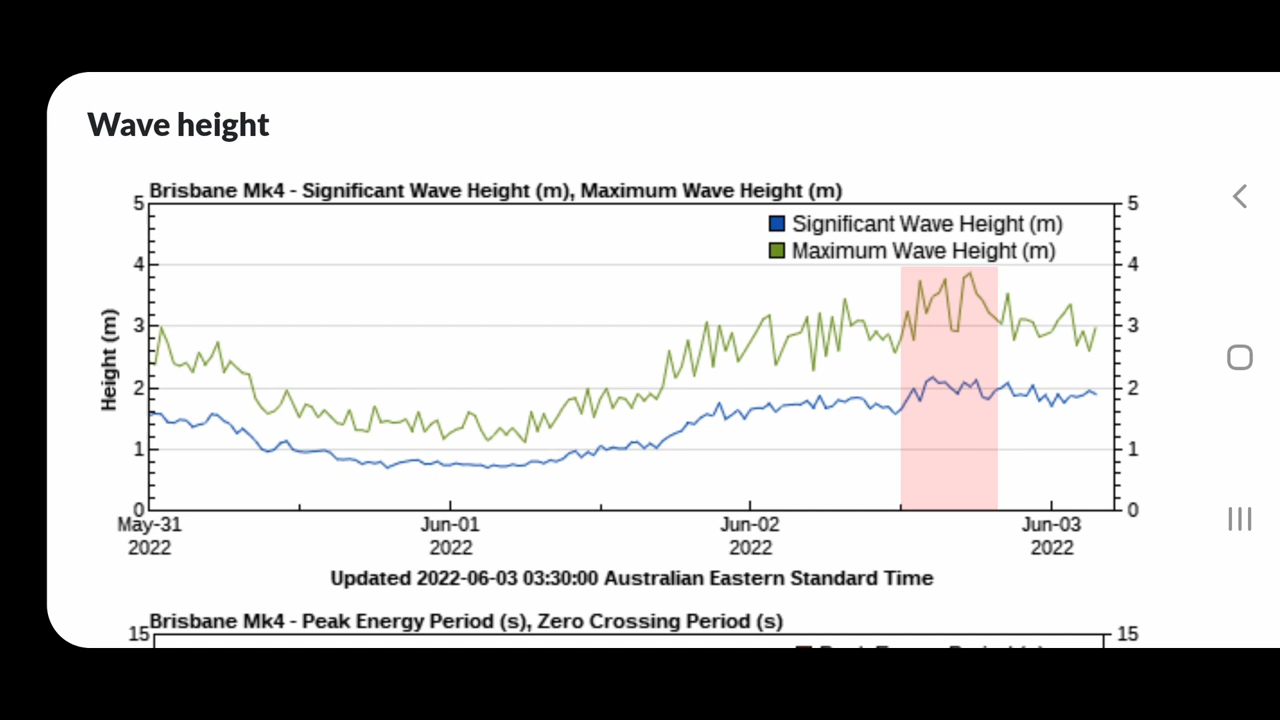 Wave height
Brisbane Mk4 - Significant Wave Height (m), Maximum Wave Height (m)
5 5
Significant Wave Height (m)
Maximum Wave Height (m)
4 4
3 3
Height (m)
2 2
1 1
0 0
May-31 Jun-01 Jun-02 Jun-03
2022 2022 2022 2022
Updated 2022-06-03 03:30:00 Australian Eastern Standard Time
Brisbane Mk4 - Peak Energy Period (s), Zero Crossing Period (s)
15 15